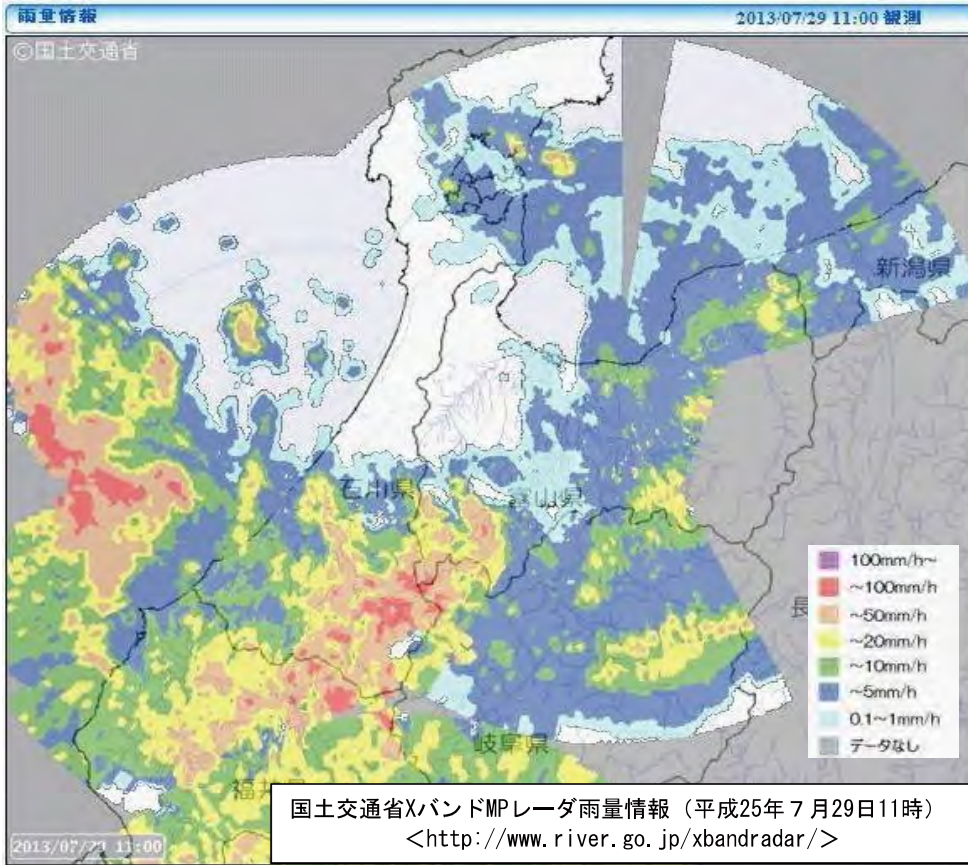 雨量情報
2013/07/29 11:00 観測
©国土交通省
新潟県
石川県
富山県
100mm/h~
~100mm/h
~50mm/h
~20mm/h
~10mm/h
~5mm/h
0.1~1mm/h
データなし
長
岐阜県
福井県
国土交通省XバンドMPレーダ雨量情報（平成25年７月29日11時）
<http://www.river.go.jp/xbandradar/>
2013/07/29 11:00